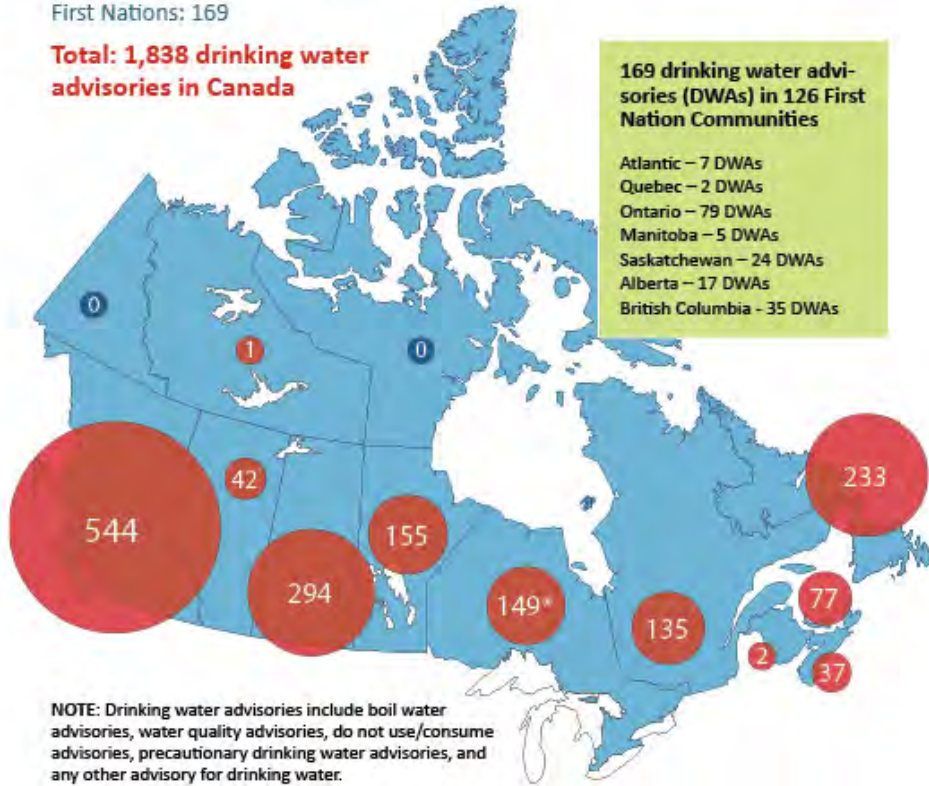 First Nations: 169
Total: 1,838 drinking water
advisories in Canada
169 drinking water advi-
sories (DWAs) in 126 First
Nation Communities
Atlantic – 7 DWAs
Quebec – 2 DWAs
Ontario – 79 DWAs
Manitoba – 5 DWAs
Saskatchewan – 24 DWAs
Alberta – 17 DWAs
British Columbia - 35 DWAs
0
1
0
544
42
294
155
149*
135
233
77
2
37
NOTE: Drinking water advisories include boil water
advisories, water quality advisories, do not use/consume
advisories, precautionary drinking water advisories, and
any other advisory for drinking water.